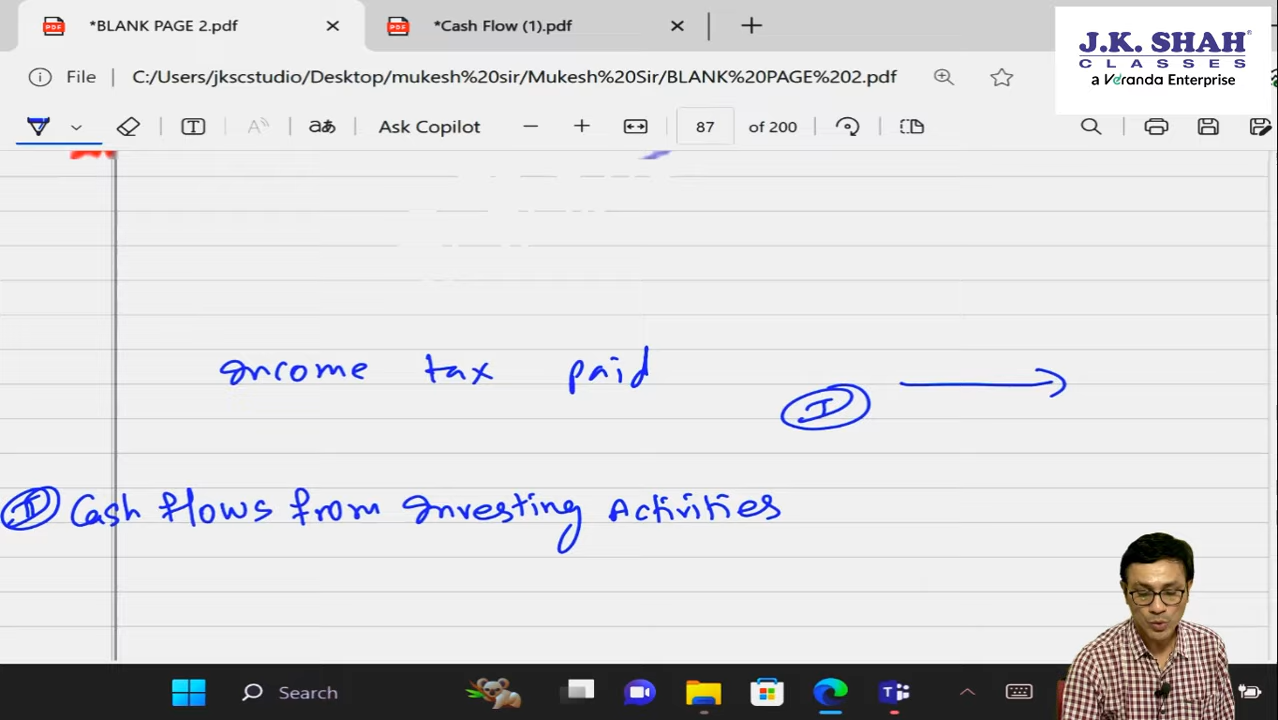 *BLANK PAGE 2.pdf
*Cash Flow (1).pdf
J.K. SHAH®
CLASSES
a Veranda Enterprise
File
C:/Users/jkscstudio/Desktop/mukesh%20sir/Mukesh%20Sir/BLANK%20PAGE%202.pdf
Ask Copilot
87 of 200
Income tax paid
I
II Cash flows from Investing Activities
Search